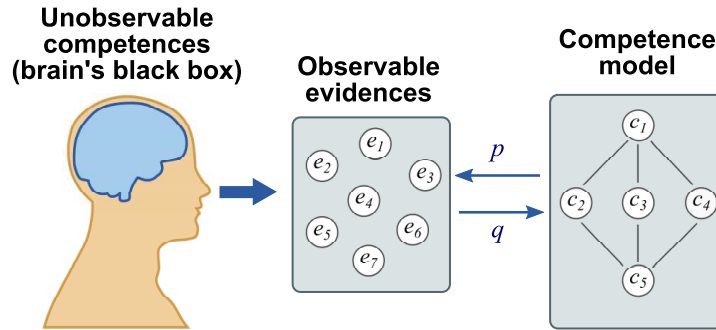 Unobservable
competences
(brain's black box)
Observable
evidences
Competence
model
e1
e2
e3
e4
e5
e6
e7
p
q
c1
c2
c3
c4
c5